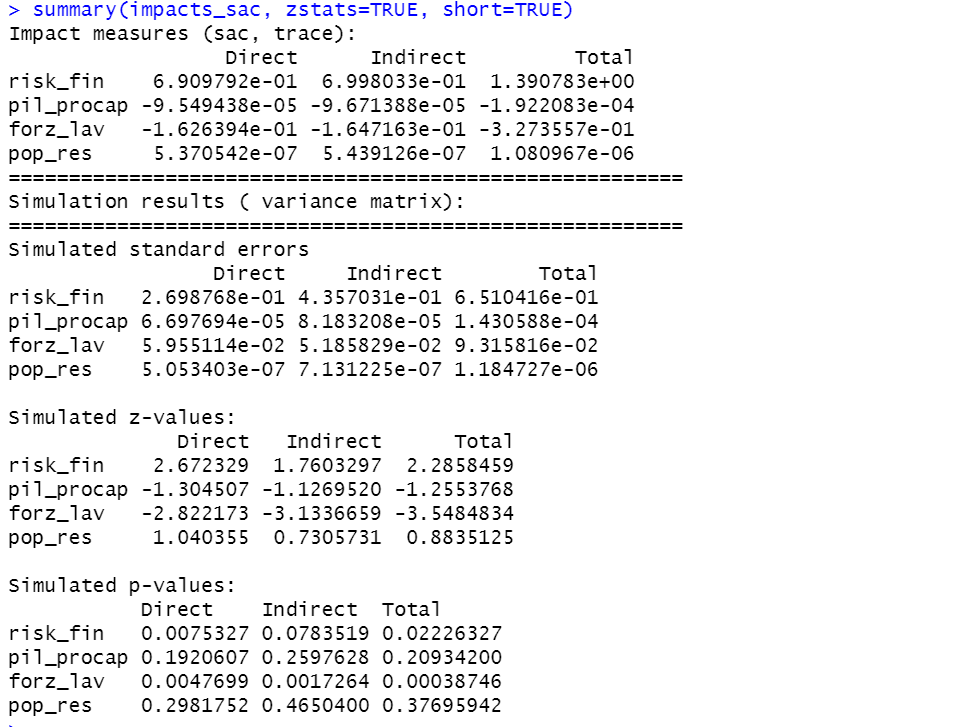 > summary(impacts_sac, zstats=TRUE, short=TRUE)
Impact measures (sac, trace):
                  Direct      Indirect         Total
risk_fin    6.909792e-01  6.998033e-01  1.390783e+00
pil_procap -9.549438e-05 -9.671388e-05 -1.922083e-04
forz_lav   -1.626394e-01 -1.647163e-01 -3.273557e-01
pop_res     5.370542e-07  5.439126e-07  1.080967e-06
========================================================
Simulation results ( variance matrix):
========================================================
Simulated standard errors
                 Direct     Indirect        Total
risk_fin   2.698768e-01 4.357031e-01 6.510416e-01
pil_procap 6.697694e-05 8.183208e-05 1.430588e-04
forz_lav   5.955114e-02 5.185829e-02 9.315816e-02
pop_res    5.053403e-07 7.131225e-07 1.184727e-06
Simulated z-values:
              Direct   Indirect      Total
risk_fin    2.672329  1.7603297  2.2858459
pil_procap -1.304507 -1.1269520 -1.2553768
forz_lav   -2.822173 -3.1336659 -3.5484834
pop_res     1.040355  0.7305731  0.8835125
Simulated p-values:
           Direct    Indirect  Total
risk_fin   0.0075327 0.0783519 0.02226327
pil_procap 0.1920607 0.2597628 0.20934200
forz_lav   0.0047699 0.0017264 0.00038746
pop_res    0.2981752 0.4650400 0.37695942